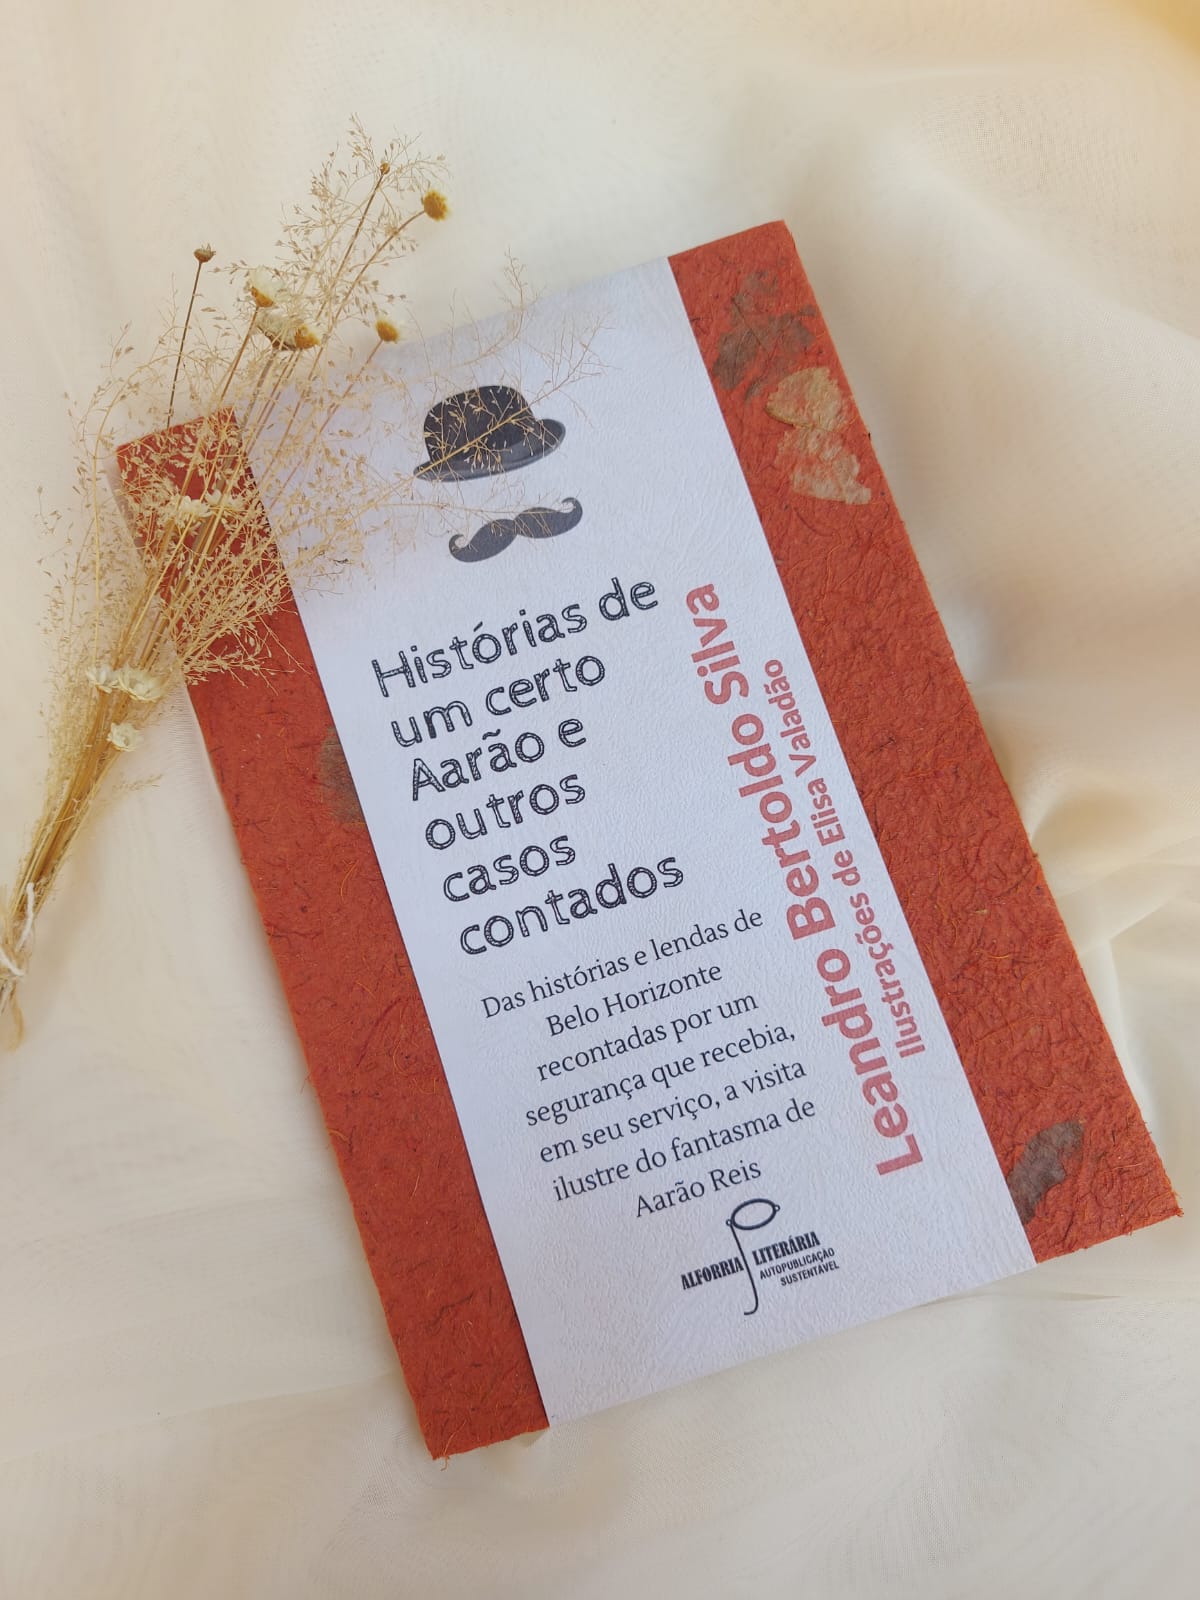 Histórias de
um certo
Aarão e
outros
casos
contados
Das histórias e lendas de
Belo Horizonte
recontadas por um
segurança que recebia,
em seu serviço, a visita
ilustre do fantasma de
Aarão Reis
Leandro Bertoldo Silva
Ilustrações de Elisa Valadão
ALFORRIA LITERÁRIA
AUTOPUBLICAÇÃO
SUSTENTÁVEL